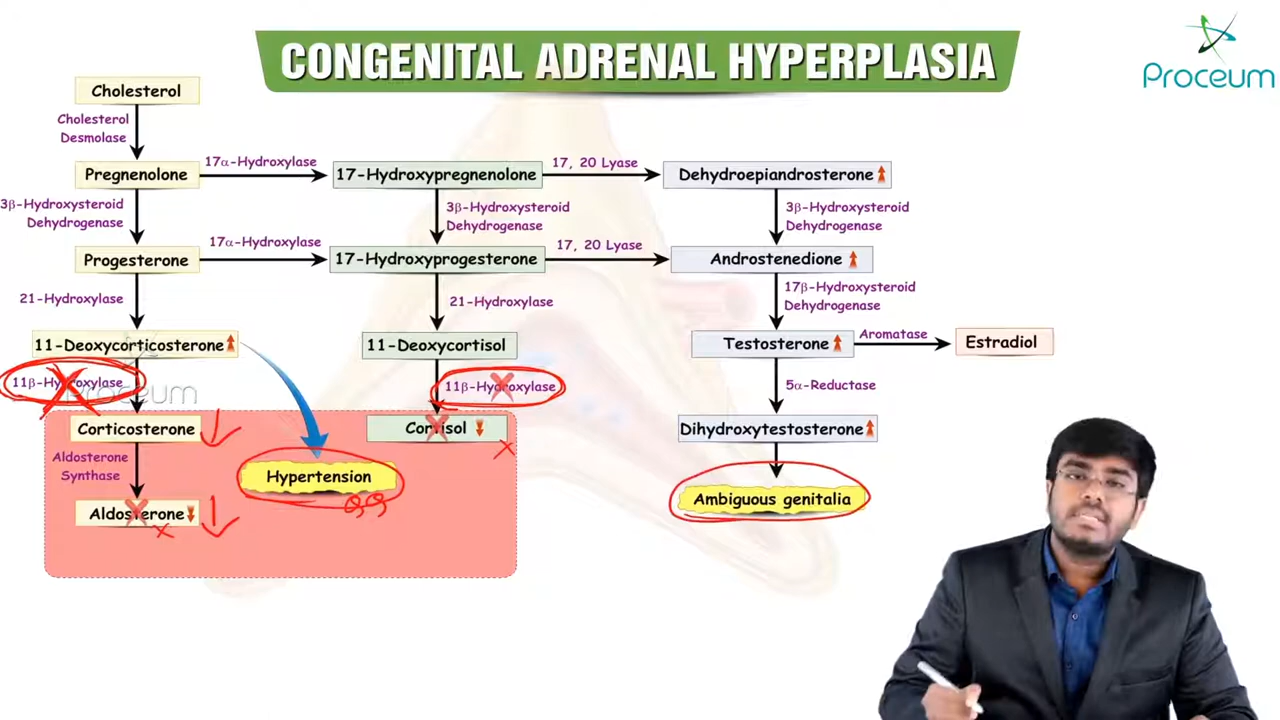 CONGENITAL ADRENAL HYPERPLASIA
Proceum
Cholesterol
Cholesterol
Desmolase
Pregnenolone
17α-Hydroxylase
17-Hydroxypregnenolone
17, 20 Lyase
Dehydroepiandrosterone
3β-Hydroxysteroid
Dehydrogenase
3β-Hydroxysteroid
Dehydrogenase
3β-Hydroxysteroid
Dehydrogenase
Progesterone
17α-Hydroxylase
17-Hydroxyprogesterone
17, 20 Lyase
Androstenedione
21-Hydroxylase
21-Hydroxylase
17β-Hydroxysteroid
Dehydrogenase
11-Deoxycorticosterone
11-Deoxycortisol
Testosterone
Aromatase
Estradiol
11β-Hydroxylase
Proceum
11β-Hydroxylase
5α-Reductase
Corticosterone
Cortisol
Dihydroxytestosterone
Aldosterone
Synthase
Hypertension
Ambiguous genitalia
Aldosterone